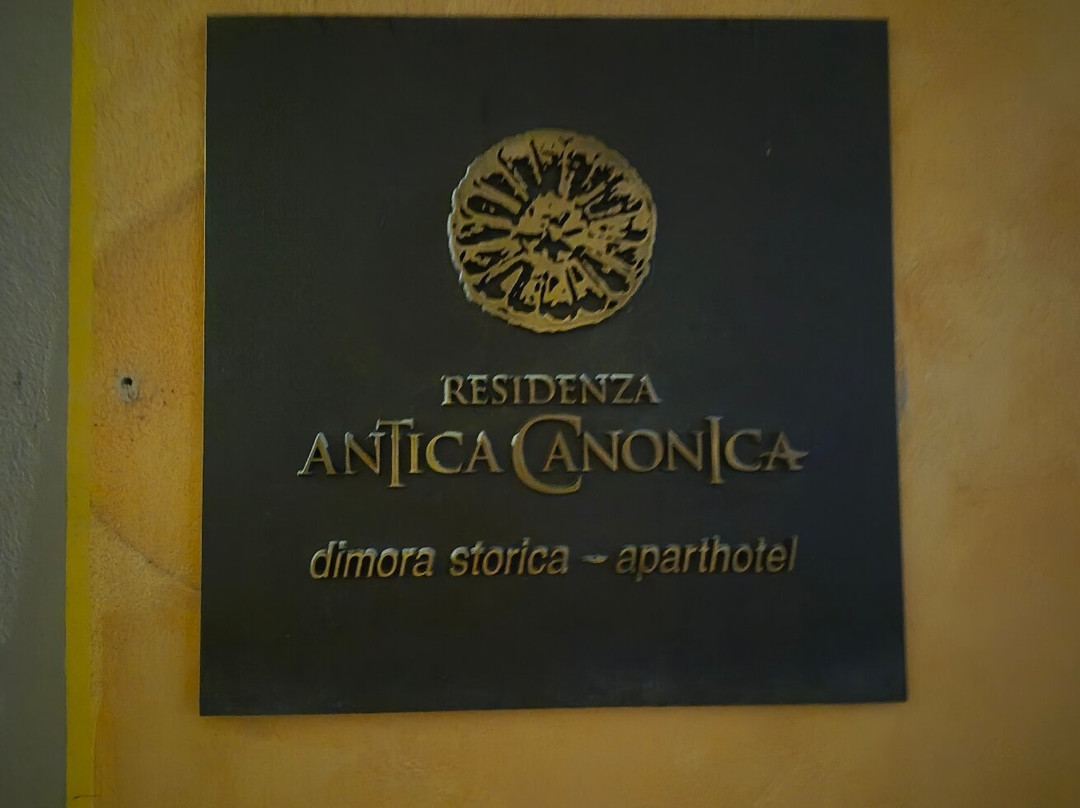 RESIDENZA
ANTICA CANONICA
dimora storica - aparthotel